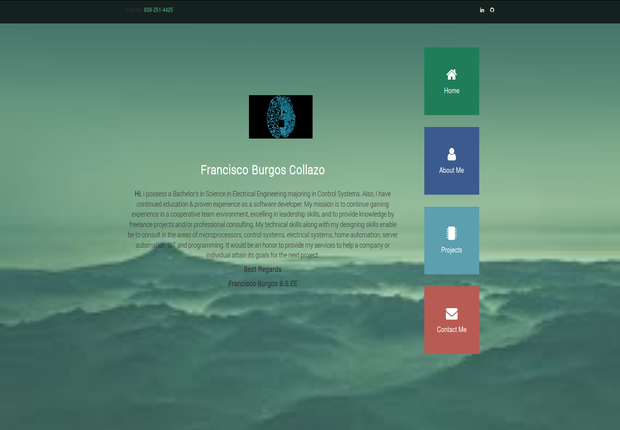 939-251-4425
Home
About Me
Projects
Contact Me
Francisco Burgos Collazo
Hi, I possess a Bachelor's in Science in Electrical Engineering majoring in Control Systems. Also, I have
continued education & proven experience as a software developer. My mission is to continue gaining
experience in a cooperative team environment, excelling in leadership skills, and to provide knowledge by
freelance projects and/or professional consulting. My technical skills along with my designing skills enable
be to consult in the areas of microprocessors, control systems, electrical systems, home automation, server
automation, IoT and programming. It would be an honor to provide my services to help a company or
individual attain its goals for the next project.
Best Regards
Francisco Burgos B.S.EE